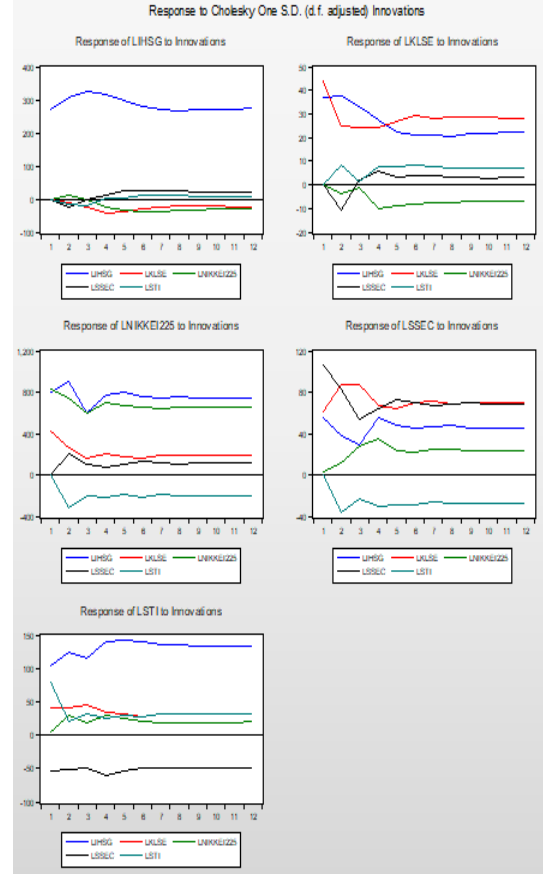 Response to Cholesky One S.D. (d.f. adjusted) Innovations
Response of LIHSG to Innovations
400
300
200
100
0
-100
1 2 3 4 5 6 7 8 9 10 11 12
LIHSG LKLSE LNIKKEI225
LSSEC LSTI
Response of LKLSE to Innovations
50
40
30
20
10
0
-10
-20
1 2 3 4 5 6 7 8 9 10 11 12
LIHSG LKLSE LNIKKEI225
LSSEC LSTI
Response of LNIKKEI225 to Innovations
1,200
800
400
0
-400
1 2 3 4 5 6 7 8 9 10 11 12
LIHSG LKLSE LNIKKEI225
LSSEC LSTI
Response of LSSEC to Innovations
120
80
40
0
-40
1 2 3 4 5 6 7 8 9 10 11 12
LIHSG LKLSE LNIKKEI225
LSSEC LSTI
Response of LSTI to Innovations
150
100
50
0
-50
-100
1 2 3 4 5 6 7 8 9 10 11 12
LIHSG LKLSE LNIKKEI225
LSSEC LSTI